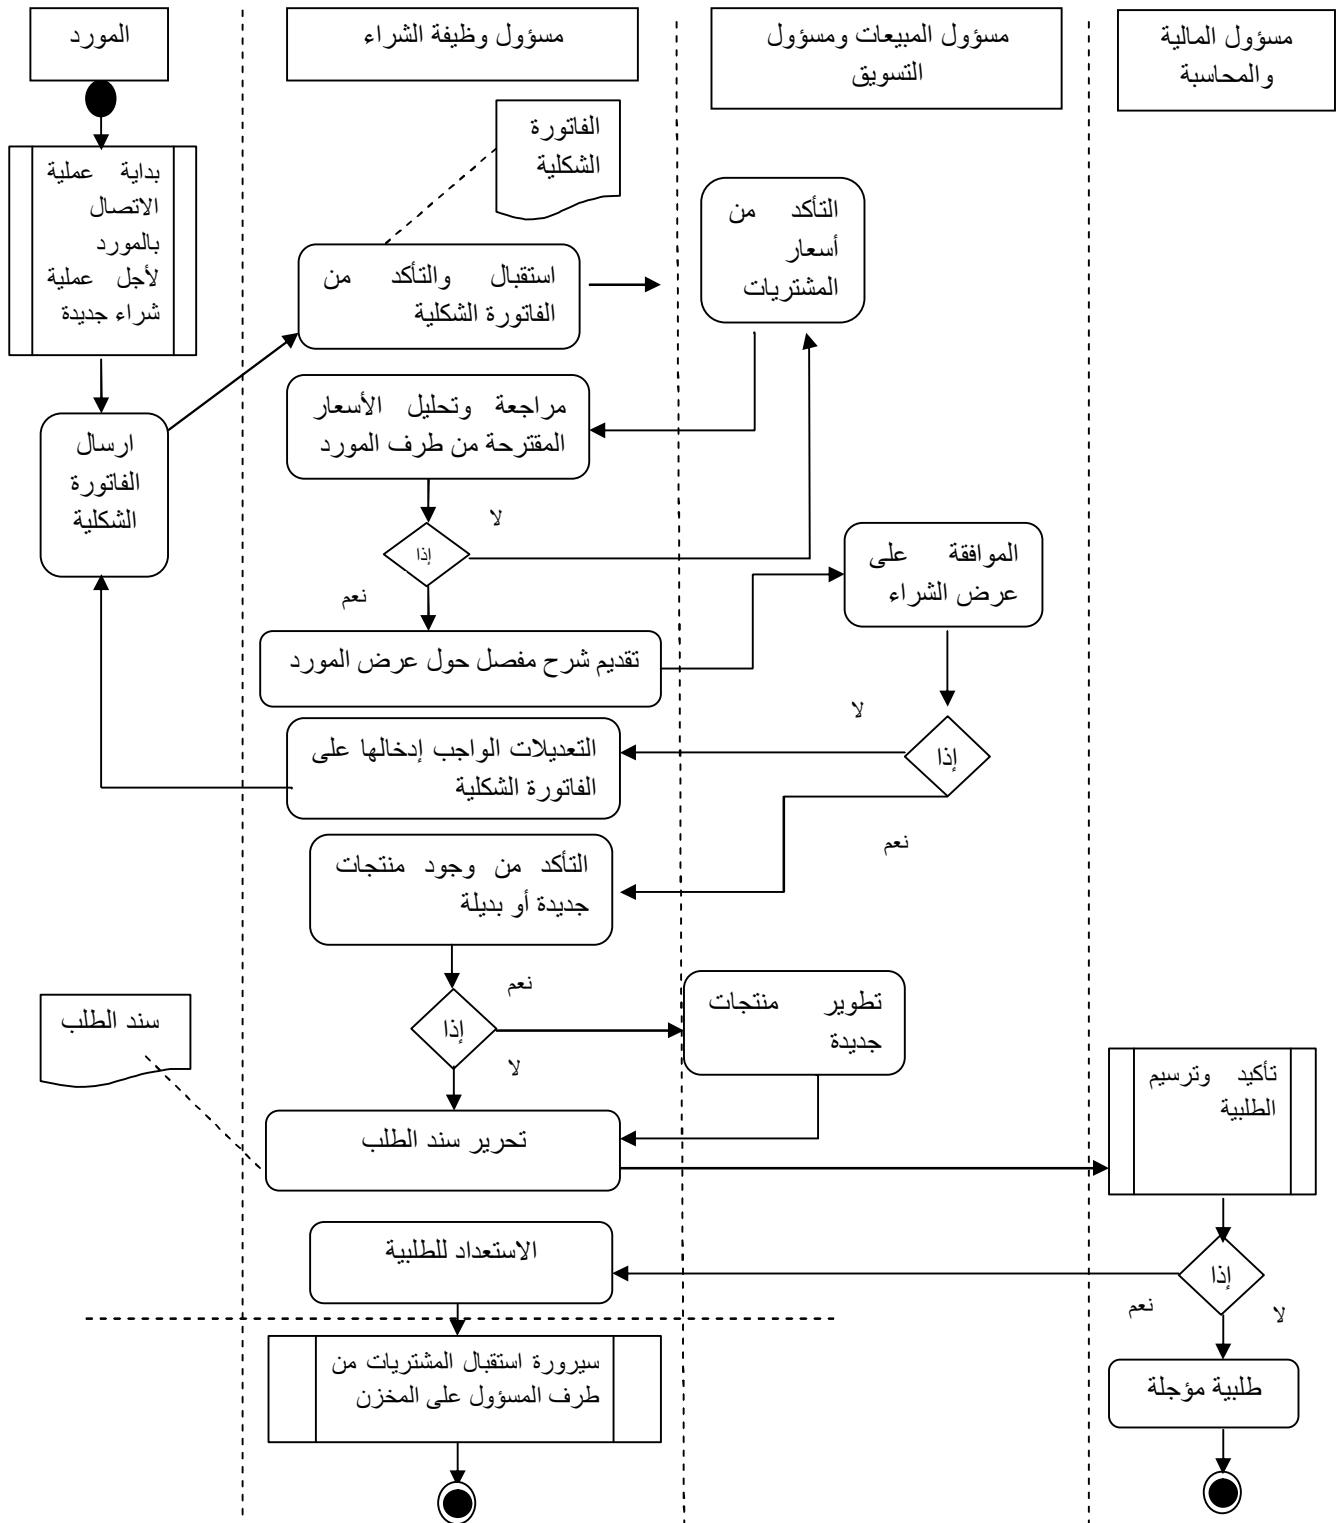 المورد
مسؤول وظيفة الشراء
مسؤول المبيعات ومسؤول
التسويق
مسؤول المالية
والمحاسبة
الفاتورة
الشكلية
بداية عملية
الاتصال
بالمورد
لأجل عملية
شراء جديدة
التأكد من
أسعار
المشتريات
استقبال والتأكد من
الفاتورة الشكلية
مراجعة وتحليل الأسعار
المقترحة من طرف المورد
ارسال
الفاتورة
الشكلية
لا
إذا
نعم
الموافقة على
عرض الشراء
تقديم شرح مفصل حول عرض المورد
لا
إذا
نعم
التعديلات الواجب إدخالها على
الفاتورة الشكلية
التأكد من وجود منتجات
جديدة أو بديلة
نعم
إذا
لا
تطوير منتجات
جديدة
سند الطلب
تحرير سند الطلب
تأكيد وترسيم
الطلبية
إذا
نعم
لا
الاستعداد للطلبية
سيرورة استقبال المشتريات من
طرف المسؤول على المخزن
طلبية مؤجلة